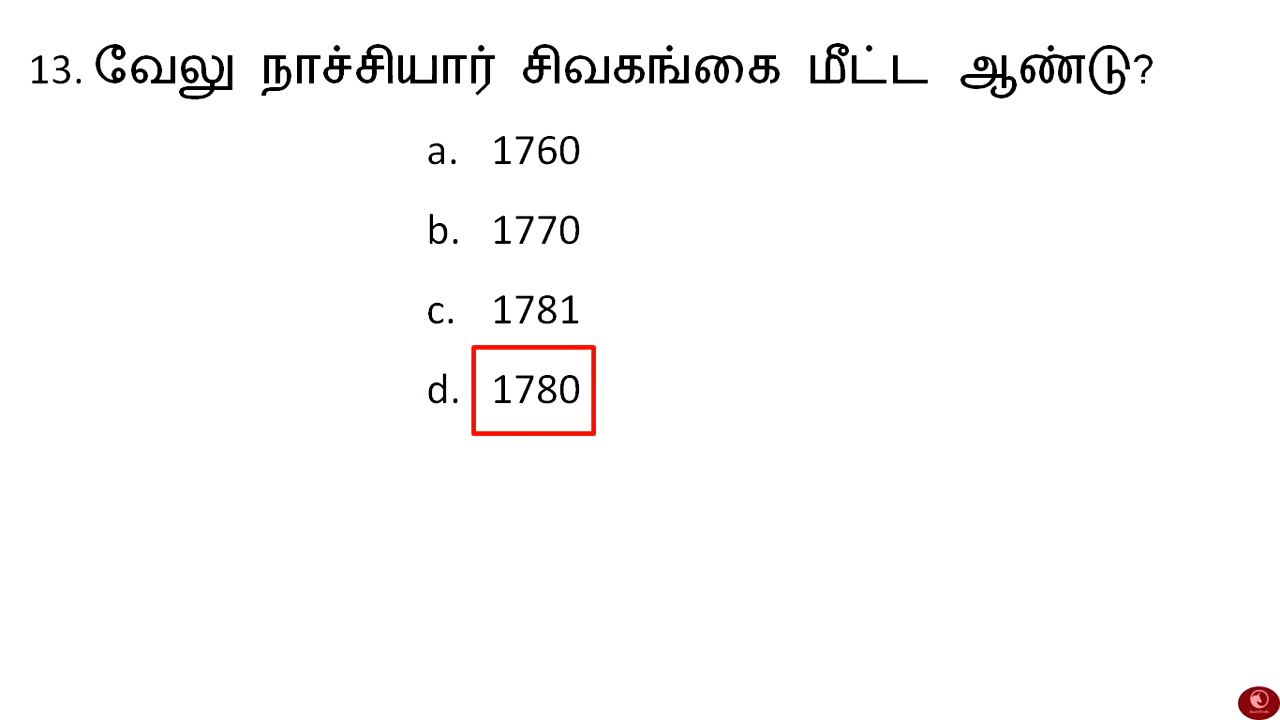 13. வேலு நாச்சியார் சிவகங்கை மீட்ட ஆண்டு?
a. 1760
b. 1770
c. 1781
d. 1780